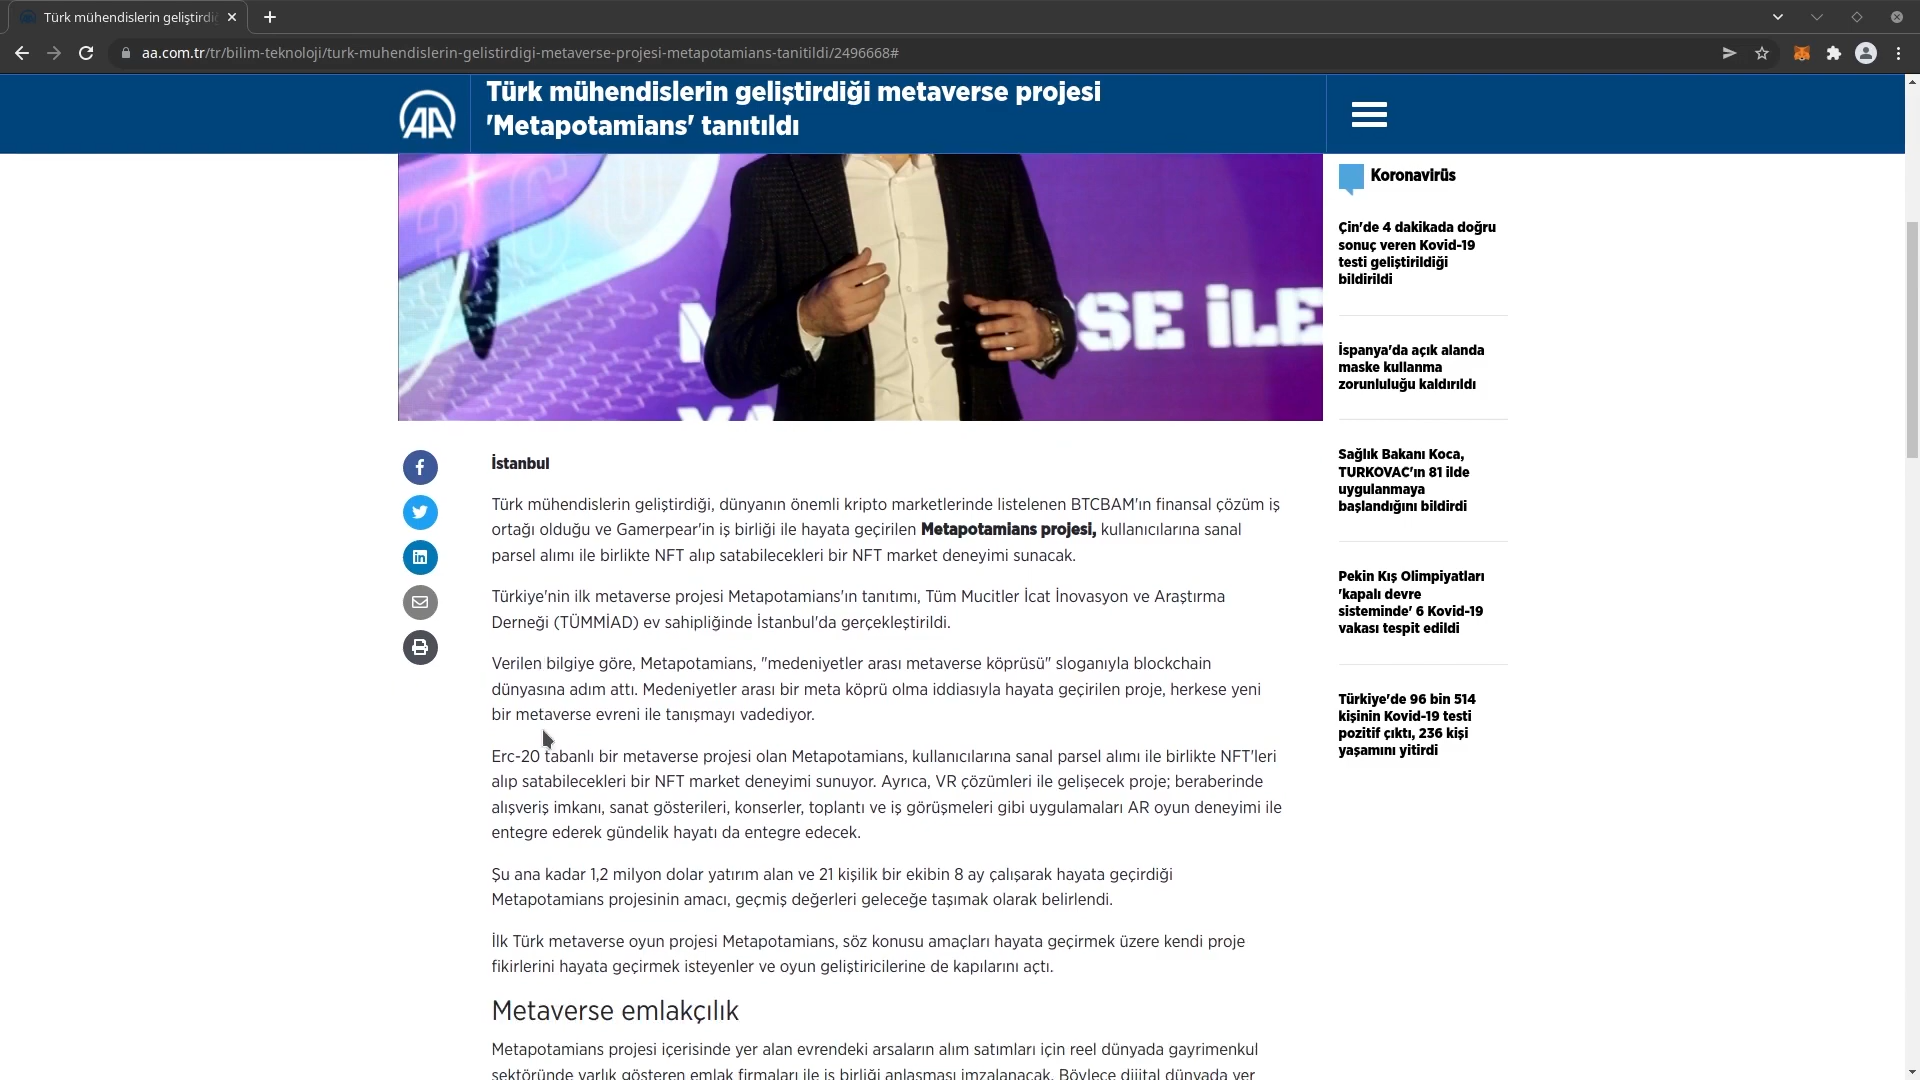 Türk mühendislerin geliştirdiğ
aa.com.tr/tr/bilim-teknoloji/turk-muhendislerin-gelistirdigi-metaverse-projesi-metapotamians-tanitildi/2496668#
AA
Türk mühendislerin geliştirdiği metaverse projesi
'Metapotamians' tanıtıldı
SE İLE
İstanbul
Türk mühendislerin geliştirdiği, dünyanın önemli kripto marketlerinde listelenen BTCBAM'ın finansal çözüm iş
ortağı olduğu ve Gamerpear'in iş birliği ile hayata geçirilen Metapotamians projesi, kullanıcılarına sanal
parsel alımı ile birlikte NFT alıp satabilecekleri bir NFT market deneyimi sunacak.
Türkiye'nin ilk metaverse projesi Metapotamians'ın tanıtımı, Tüm Mucitler İcat İnovasyon ve Araştırma
Derneği (TÜMMİAD) ev sahipliğinde İstanbul'da gerçekleştirildi.
Verilen bilgiye göre, Metapotamians, "medeniyetler arası metaverse köprüsü" sloganıyla blockchain
dünyasına adım attı. Medeniyetler arası bir meta köprü olma iddiasıyla hayata geçirilen proje, herkese yeni
bir metaverse evreni ile tanışmayı vadediyor.
Erc-20 tabanlı bir metaverse projesi olan Metapotamians, kullanıcılarına sanal parsel alımı ile birlikte NFT'leri
alıp satabilecekleri bir NFT market deneyimi sunuyor. Ayrıca, VR çözümleri ile gelişecek proje; beraberinde
alışveriş imkanı, sanat gösterileri, konserler, toplantı ve iş görüşmeleri gibi uygulamaları AR oyun deneyimi ile
entegre ederek gündelik hayatı da entegre edecek.
Şu ana kadar 1,2 milyon dolar yatırım alan ve 21 kişilik bir ekibin 8 ay çalışarak hayata geçirdiği
Metapotamians projesinin amacı, geçmiş değerleri geleceğe taşımak olarak belirlendi.
İlk Türk metaverse oyun projesi Metapotamians, söz konusu amaçları hayata geçirmek üzere kendi proje
fikirlerini hayata geçirmek isteyenler ve oyun geliştiricilerine de kapılarını açtı.
Metaverse emlakçılık
Metapotamians projesi içerisinde yer alan evrendeki arsaların alım satımları için reel dünyada gayrimenkul
sektöründe varlık gösteren emlak firmaları ile iş birliği anlaşması imzalanacak. Böylece dijital dünyada yer
Koronavirüs
Çin'de 4 dakikada doğru
sonuç veren Kovid-19
testi geliştirildiği
bildirildi
İspanya'da açık alanda
maske kullanma
zorunluluğu kaldırıldı
Sağlık Bakanı Koca,
TURKOVAC'ın 81 ilde
uygulanmaya
başlandığını bildirdi
Pekin Kış Olimpiyatları
'kapalı devre
sisteminde' 6 Kovid-19
vakası tespit edildi
Türkiye'de 96 bin 514
kişinin Kovid-19 testi
pozitif çıktı, 236 kişi
yaşamını yitirdi